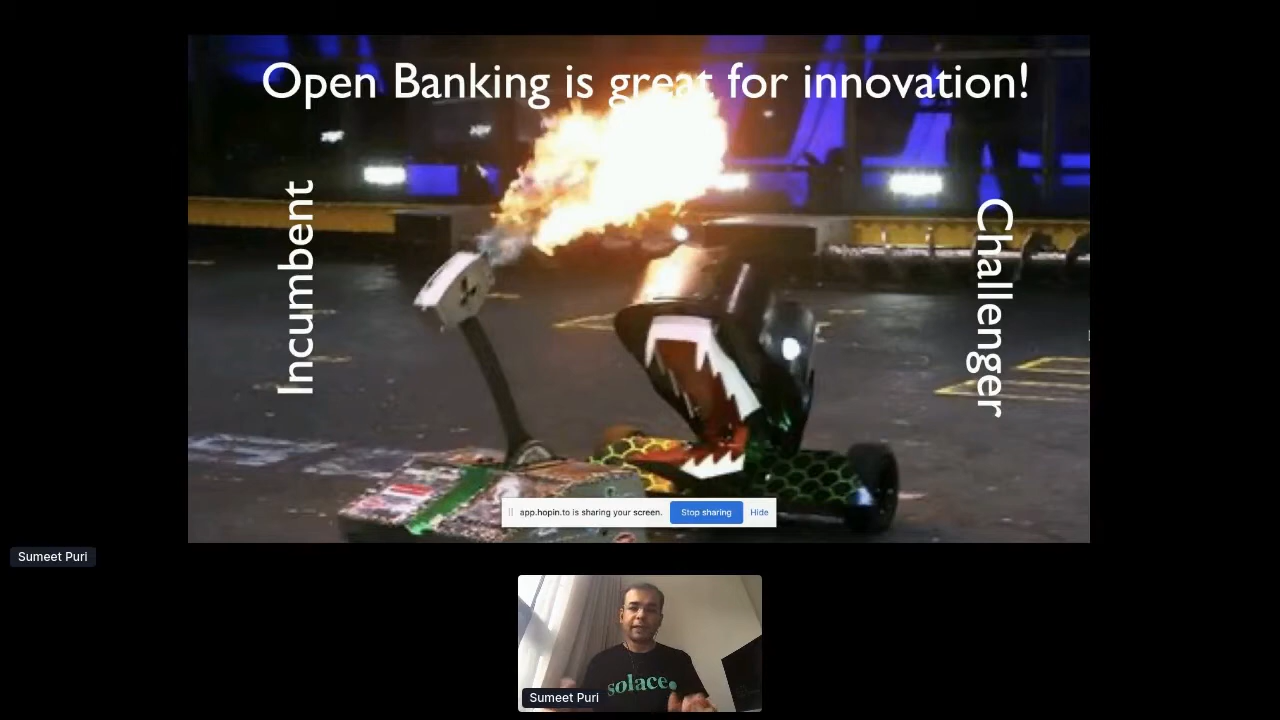 Open Banking is great for innovation!
Incumbent
Challenger
app.hopin.to is sharing your screen.
Stop sharing
Hide
Sumeet Puri
solace.
Sumeet Puri